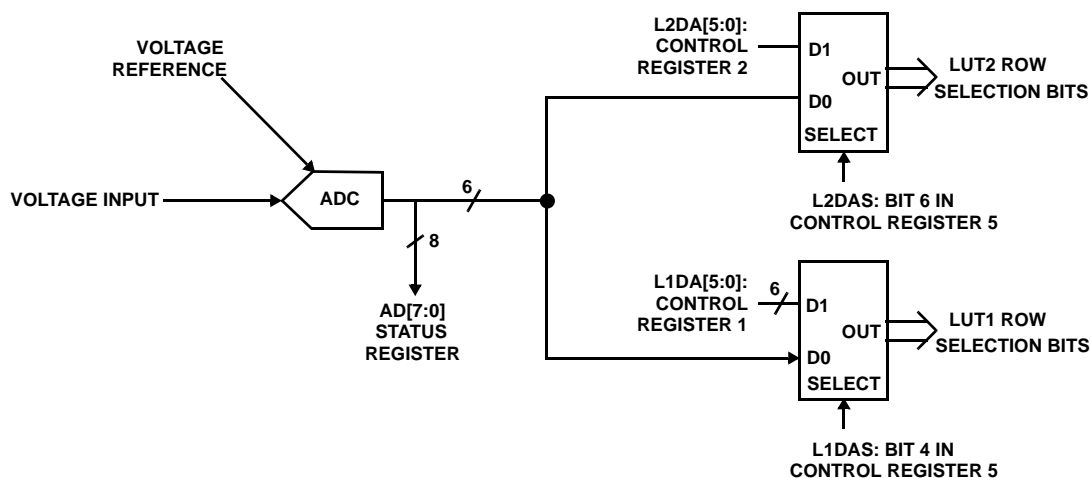 VOLTAGE
REFERENCE
VOLTAGE INPUT
ADC
6
8
AD[7:0]
STATUS
REGISTER
L2DA[5:0]:
CONTROL
REGISTER 2
D1
OUT
D0
SELECT
LUT2 ROW
SELECTION BITS
L2DAS: BIT 6 IN
CONTROL REGISTER 5
L1DA[5:0]:
CONTROL
REGISTER 1
6
D1
OUT
D0
SELECT
LUT1 ROW
SELECTION BITS
L1DAS: BIT 4 IN
CONTROL REGISTER 5